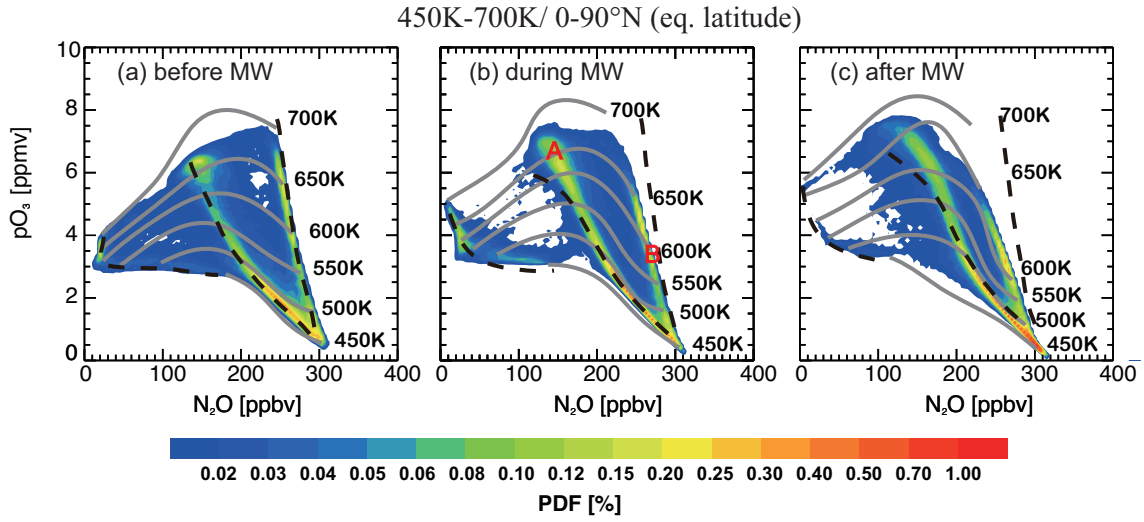 450K-700K/ 0-90°N (eq. latitude)
(a) before MW
(b) during MW
(c) after MW
pO₃ [ppmv]
10
8
6
4
2
0
700K
650K
600K
550K
500K
450K
A
B
700K
650K
600K
550K
500K
450K
700K
650K
600K
550K
500K
450K
0 100 200 300 400
0 100 200 300 400
0 100 200 300 400
N₂O [ppbv]
N₂O [ppbv]
N₂O [ppbv]
0.02 0.03 0.04 0.05 0.06 0.08 0.10 0.12 0.15 0.20 0.25 0.30 0.40 0.50 0.70 1.00
PDF [%]